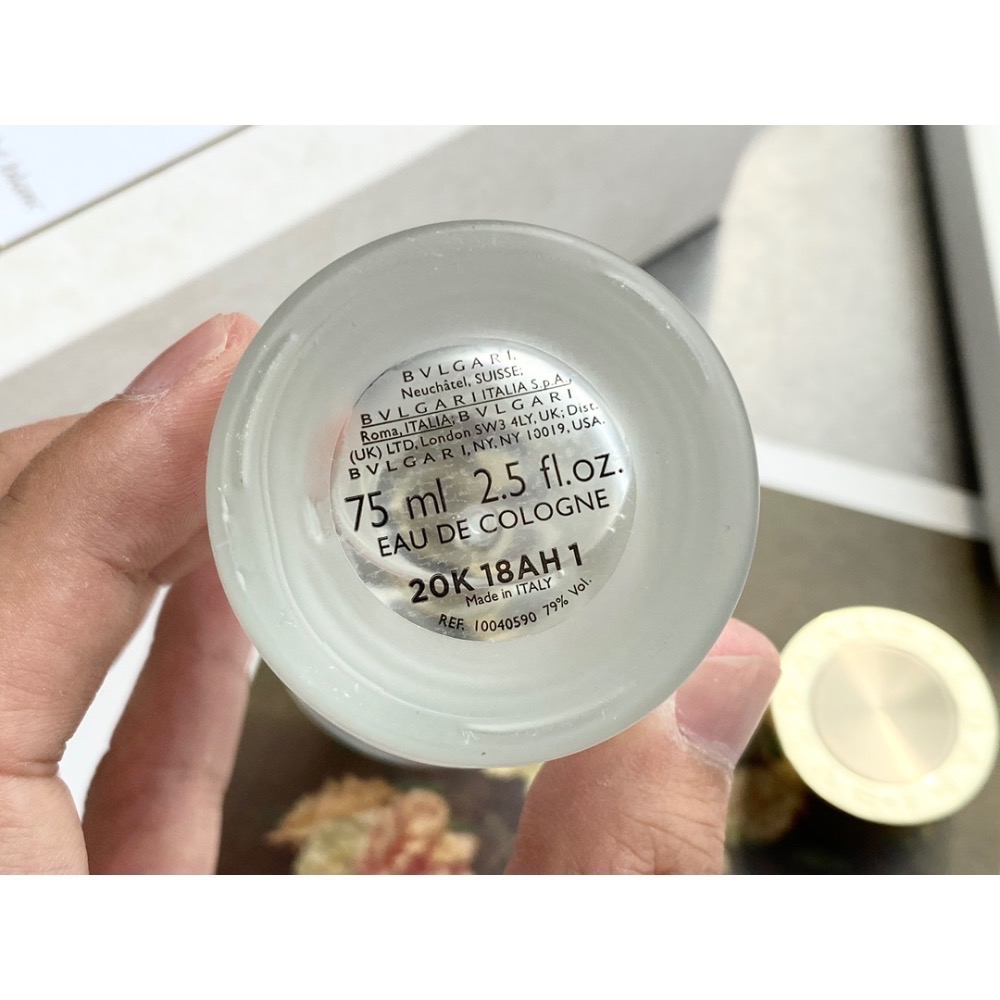 BVLGARI,
Neuchâtel, SUISSE;
BVLGARI ITALIA S.p.A.,
Roma, ITALIA; BVLGARI
(UK) LTD, London SW3 4LY, UK; Dist.
BVLGARI, NY, NY 10019, USA.
75 ml 2.5 fl.oz.
EAU DE COLOGNE
20K 18AH 1
Made in ITALY
REF. 10040590 79% Vol.
blanc